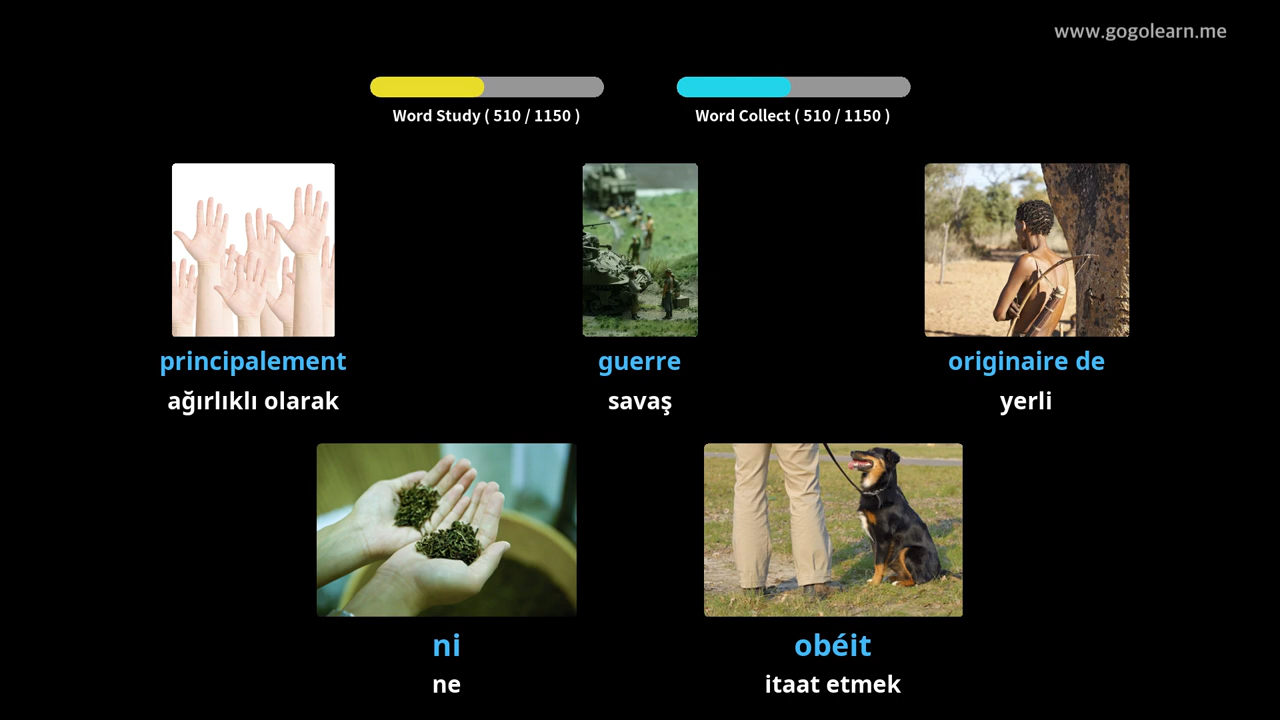 www.gogolearn.me
Word Study ( 510 / 1150 )
Word Collect ( 510 / 1150 )
principalement
ağırlıklı olarak
guerre
savaş
originaire de
yerli
ni
ne
obéit
itaat etmek